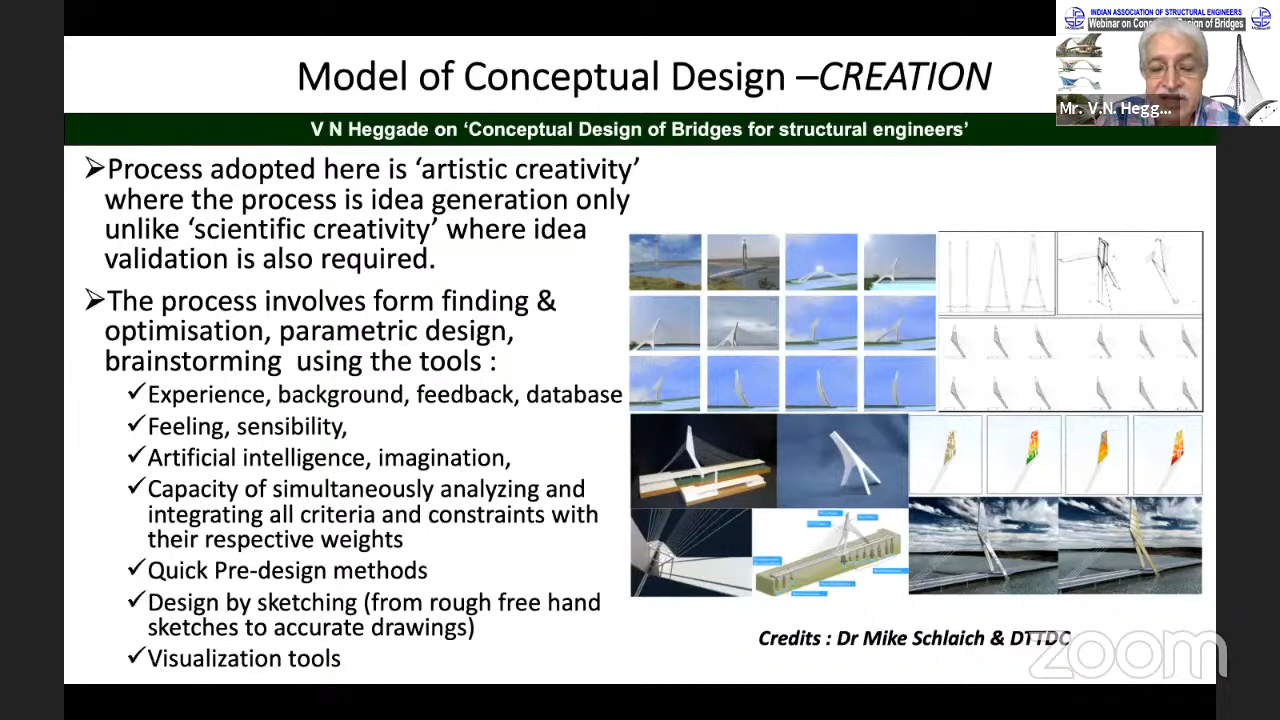 INDIAN ASSOCIATION OF STRUCTURAL ENGINEERS
Webinar on Conce Design of Bridges
Mr. V.N. Hegg...
Model of Conceptual Design –CREATION
V N Heggade on ‘Conceptual Design of Bridges for structural engineers’
➢Process adopted here is ‘artistic creativity’
where the process is idea generation only
unlike ‘scientific creativity’ where idea
validation is also required.
➢The process involves form finding &
optimisation, parametric design,
brainstorming using the tools :
✓Experience, background, feedback, database
✓Feeling, sensibility,
✓Artificial intelligence, imagination,
✓Capacity of simultaneously analyzing and
integrating all criteria and constraints with
their respective weights
✓Quick Pre-design methods
✓Design by sketching (from rough free hand
sketches to accurate drawings)
✓Visualization tools
Credits : Dr Mike Schlaich & DTTDC
zoom